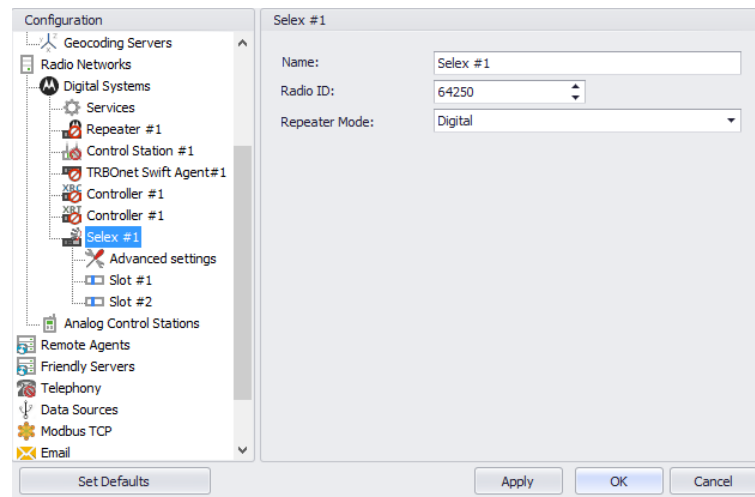 Configuration
Geocoding Servers
Radio Networks
Digital Systems
Services
Repeater #1
Control Station #1
TRBOnet Swift Agent#1
XRC
Controller #1
XRT
Controller #1
Selex #1
Advanced settings
Slot #1
Slot #2
Analog Control Stations
Remote Agents
Friendly Servers
Telephony
Data Sources
Modbus TCP
Email
Set Defaults
Selex #1
Name: Selex #1
Radio ID: 64250
Repeater Mode: Digital
Apply OK Cancel